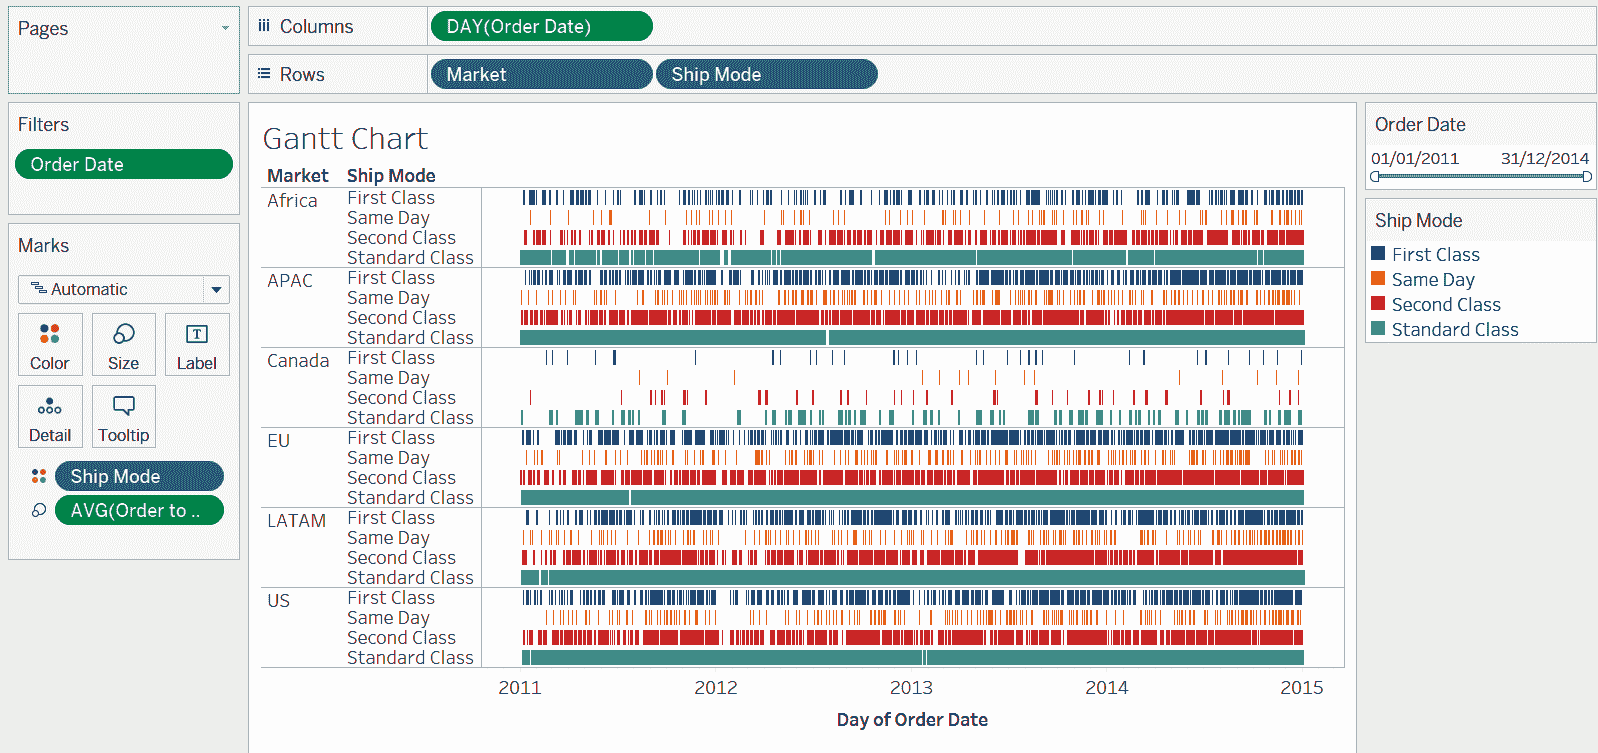 Pages
Columns
DAY(Order Date)
Rows
Market
Ship Mode
Filters
Order Date
Marks
Automatic
Color
Size
T
Label
Detail
Tooltip
Ship Mode
AVG(Order to ..
Gantt Chart
Market Ship Mode
Africa First Class
Same Day
Second Class
Standard Class
APAC First Class
Same Day
Second Class
Standard Class
Canada First Class
Same Day
Second Class
Standard Class
EU First Class
Same Day
Second Class
Standard Class
LATAM First Class
Same Day
Second Class
Standard Class
US First Class
Same Day
Second Class
Standard Class
2011 2012 2013 2014 2015
Day of Order Date
Order Date
01/01/2011 31/12/2014
Ship Mode
First Class
Same Day
Second Class
Standard Class